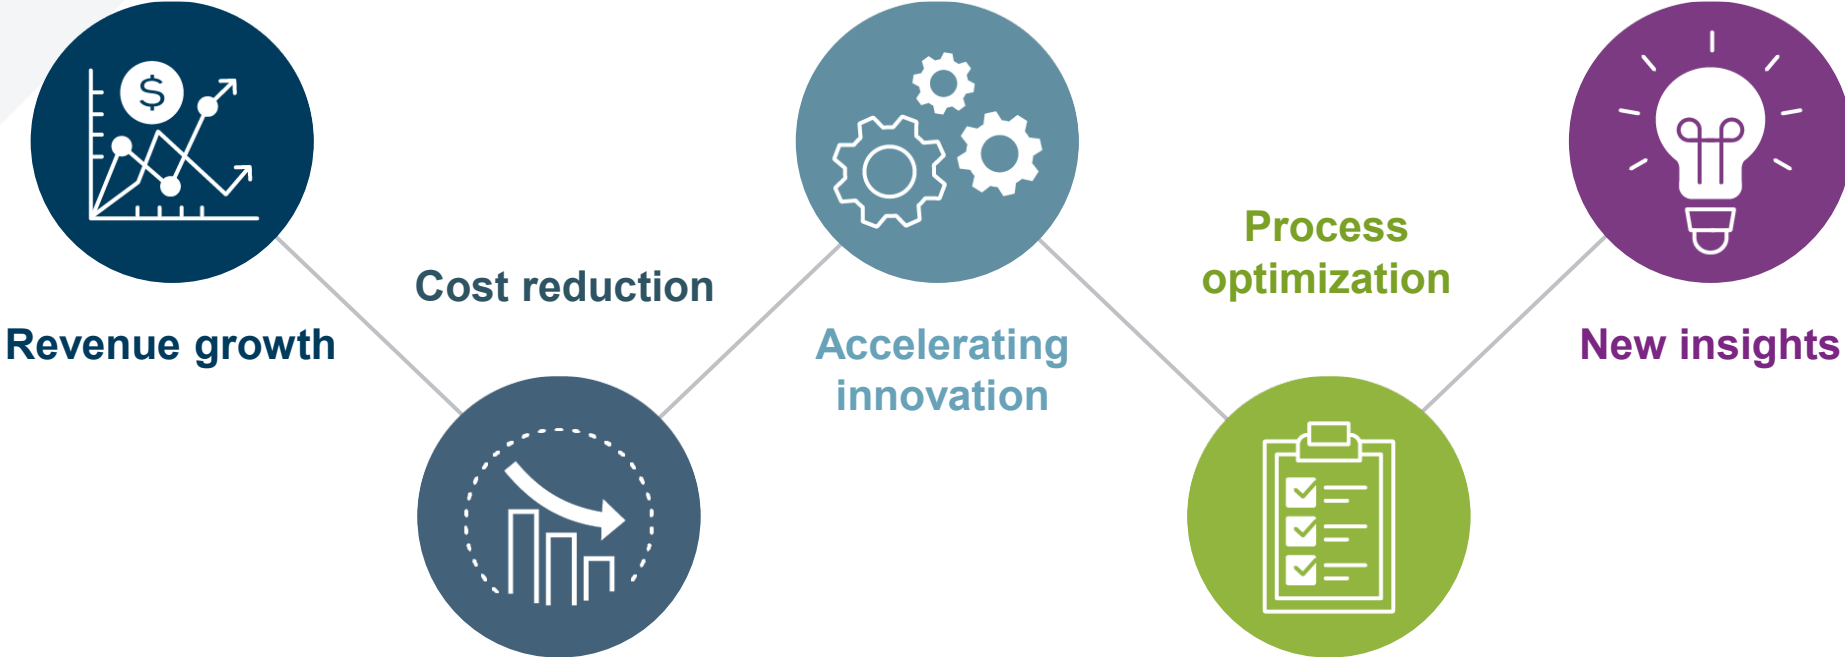 $
Revenue growth
Cost reduction
Accelerating
innovation
Process
optimization
New insights